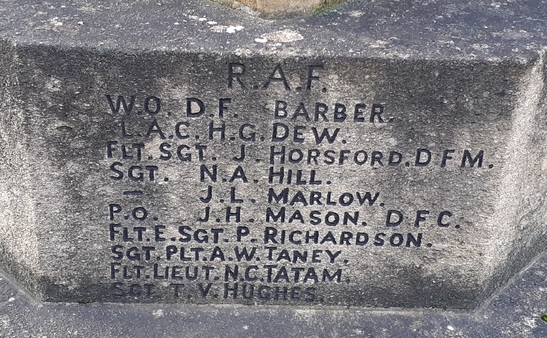 R.A.F.
W.O. D.F. BARBER.
L.A.C. H.G. DEW.
FLT. SGT. J. HORSFORD. D F M.
SGT. N.A. HILL.
— J.L. MARLOW.
P.O. J.H. MASON. D F C.
FLT. E. SGT. P. RICHARDSON.
SGT. PLT. A.W. TANEY.
FLT. LIEUT. N.C. TATAM.
SGT. T. V. HUGHES.